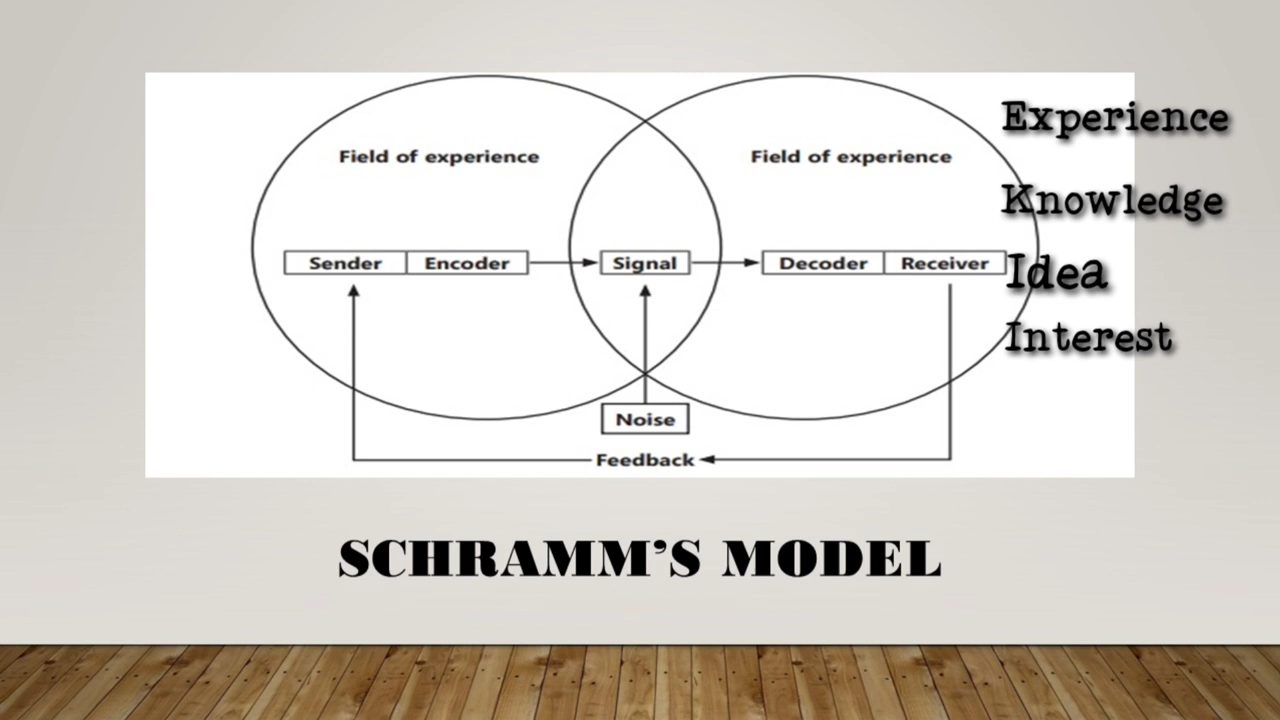 Experience
Field of experience
Field of experience
Knowledge
Sender
Encoder
Signal
Decoder
Receiver
Idea
Interest
Noise
Feedback
SCHRAMM’S MODEL